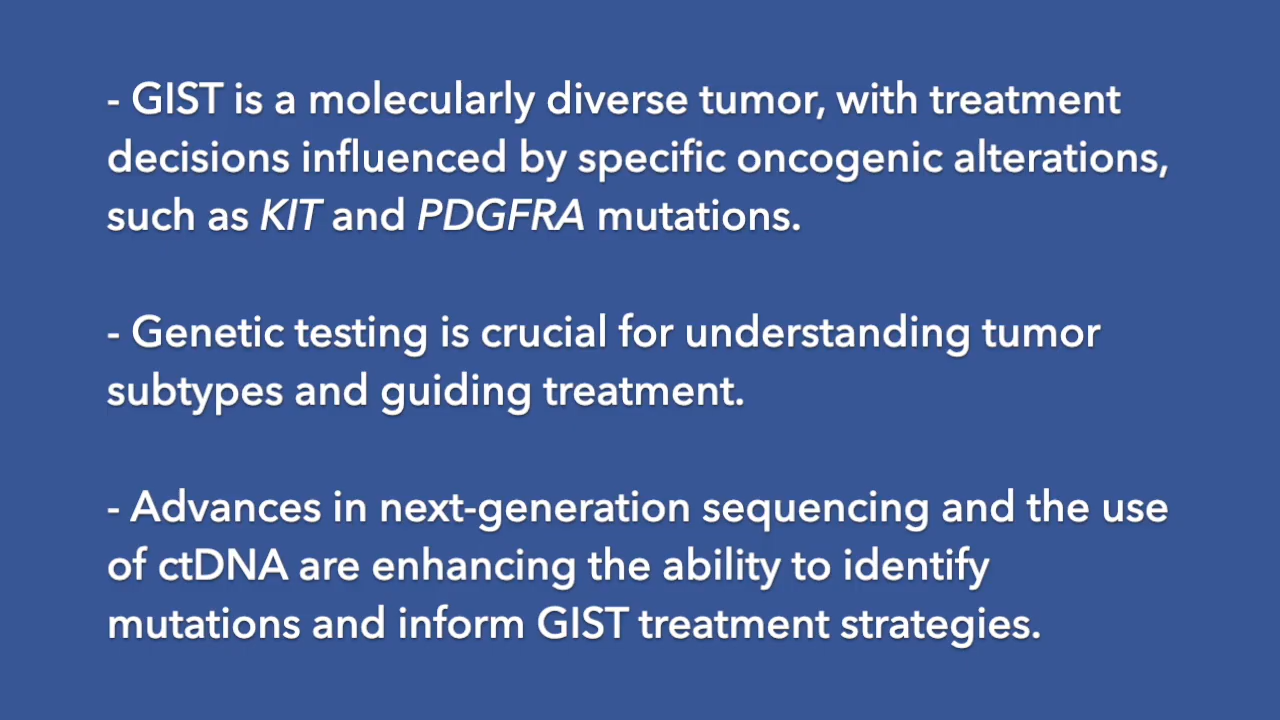 - GIST is a molecularly diverse tumor, with treatment
decisions influenced by specific oncogenic alterations,
such as KIT and PDGFRA mutations.
- Genetic testing is crucial for understanding tumor
subtypes and guiding treatment.
- Advances in next-generation sequencing and the use
of ctDNA are enhancing the ability to identify
mutations and inform GIST treatment strategies.